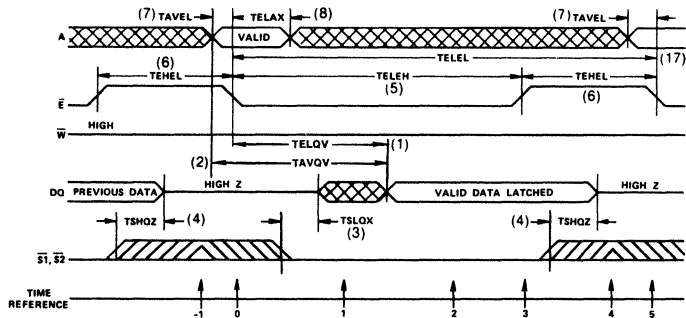 (7) TAVEL TELAX (8) (7) TAVEL
A VALID
TELEL (17)
(6) TEHEL TELEH (5) TEHEL (6)
E̅
HIGH
W̅
TELQV (1)
(2) TAVQV
DQ PREVIOUS DATA HIGH Z VALID DATA LATCHED HIGH Z
TSHQZ (4) TSLQX (3) (4) TSHQZ
S̅1̅, S̅2̅
TIME REFERENCE
-1 0 1 2 3 4 5